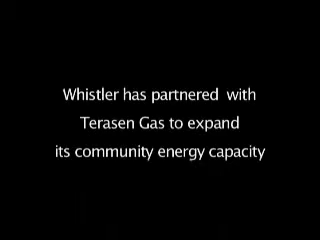 Whistler has partnered with
Terasen Gas to expand
its community energy capacity